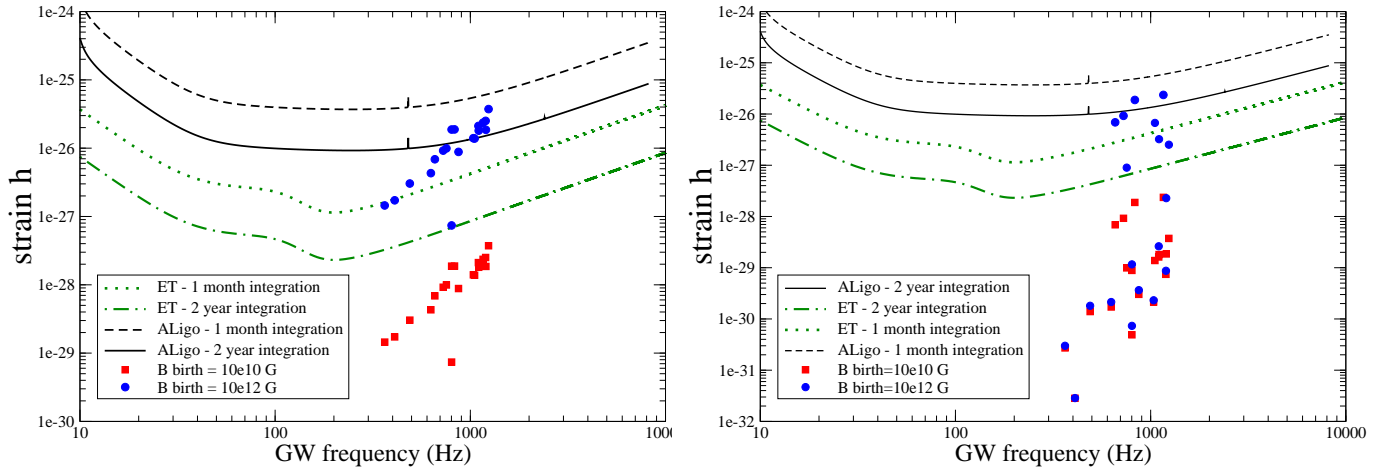 1e-24
1e-25
1e-26
1e-27
1e-28
1e-29
1e-30
strain h
10
100
1000
1000
GW frequency (Hz)
ET - 1 month integration
ET - 2 year integration
ALigo - 1 month integration
ALigo - 2 year integration
B birth = 10e10 G
B birth = 10e12 G
1e-24
1e-25
1e-26
1e-27
1e-28
1e-29
1e-30
1e-31
1e-32
strain h
10
100
1000
10000
GW frequency (Hz)
ALigo - 2 year integration
ET - 2 year integration
ET - 1 month integration
ALigo - 1 month integration
B birth=10e10 G
B birth=10e12 G